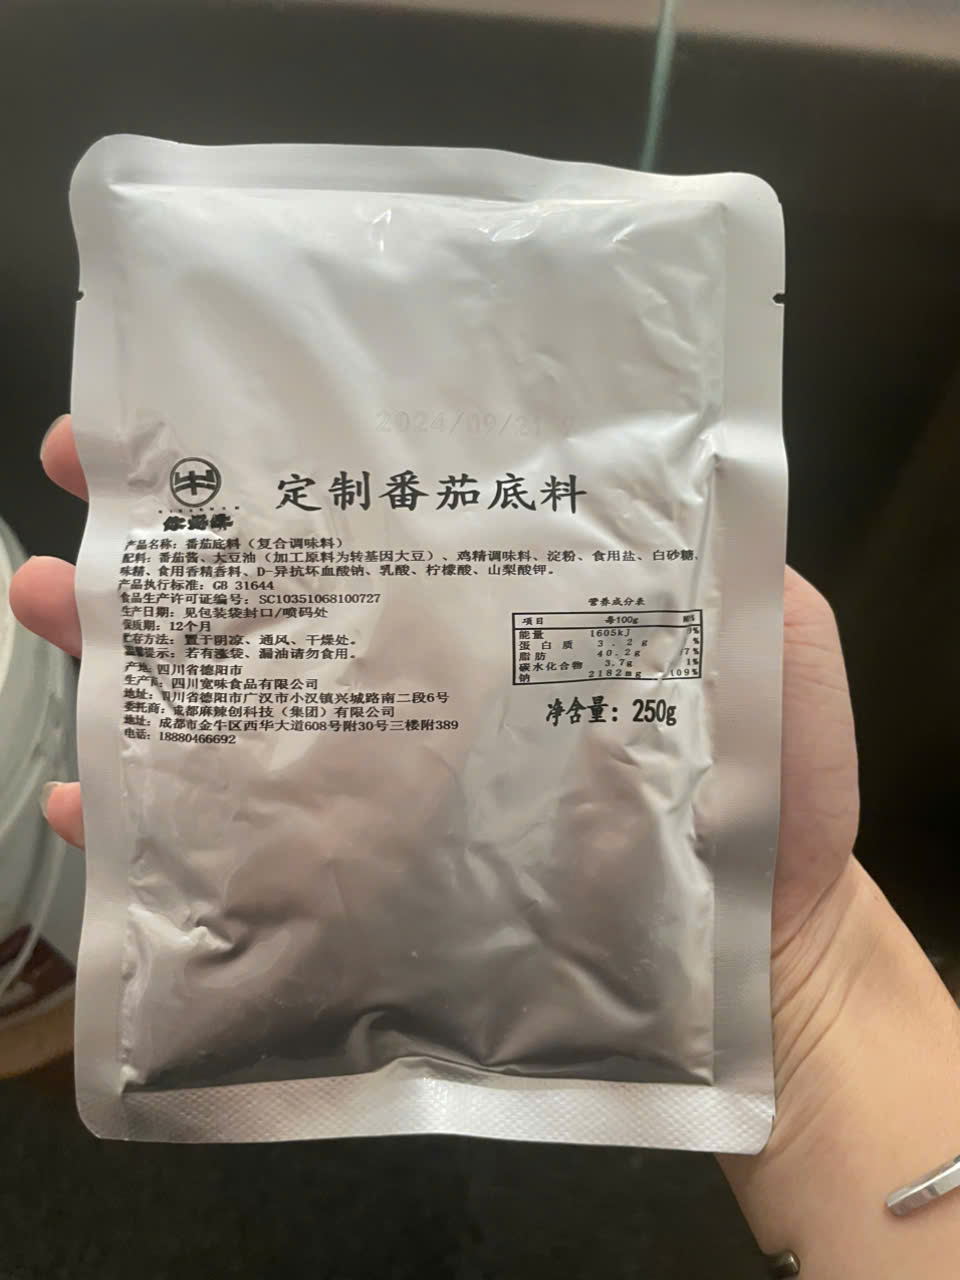 2024/09/21
定制番茄底料
产品名称：番茄底料（复合调味料）
配料：番茄酱、大豆油（加工原料为转基因大豆）、鸡精调味料、淀粉、食用盐、白砂糖、
味精、食用香精香料、D-异抗坏血酸钠、乳酸、柠檬酸、山梨酸钾。
产品执行标准：GB 31644
食品生产许可证编号：SC10351068100727
生产日期：见包装袋封口/喷码处
保质期：12个月
贮存方法：置于阴凉、通风、干燥处。
温馨提示：若有涨袋、漏油请勿食用。
产地：四川省德阳市
生产厂：四川宽味食品有限公司
地址：四川省德阳市广汉市小汉镇兴城路南二段6号
委托商：成都麻辣创科技（集团）有限公司
地址：成都市金牛区西华大道608号附30号三楼附389
电话：18880466692
营养成分表
项目 每100g
能量 1605kJ
蛋白质 3.2g
脂肪 40.2g
碳水化合物 3.7g 1%
钠 2182mg 109%
净含量：250g